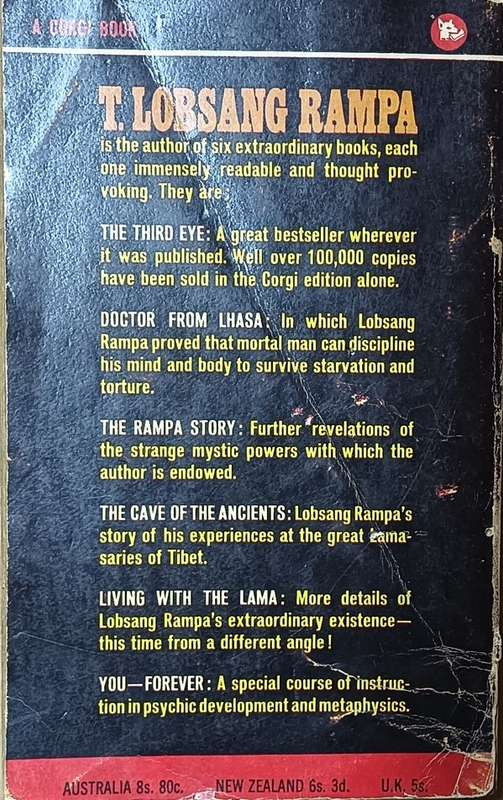 A CORGI BOOK
T. LOBSANG RAMPA
is the author of six extraordinary books, each
one immensely readable and thought pro-
voking. They are:
THE THIRD EYE: A great bestseller wherever
it was published. Well over 100,000 copies
have been sold in the Corgi edition alone.
DOCTOR FROM LHASA: In which Lobsang
Rampa proved that mortal man can discipline
his mind and body to survive starvation and
torture.
THE RAMPA STORY: Further revelations of
the strange mystic powers with which the
author is endowed.
THE CAVE OF THE ANCIENTS: Lobsang Rampa's
story of his experiences at the great Lama-
saries of Tibet.
LIVING WITH THE LAMA: More details of
Lobsang Rampa's extraordinary existence—
this time from a different angle!
YOU—FOREVER: A special course of instruc-
tion in psychic development and metaphysics.
AUSTRALIA 8s. 80c. NEW ZEALAND 6s. 3d. U.K. 5s.